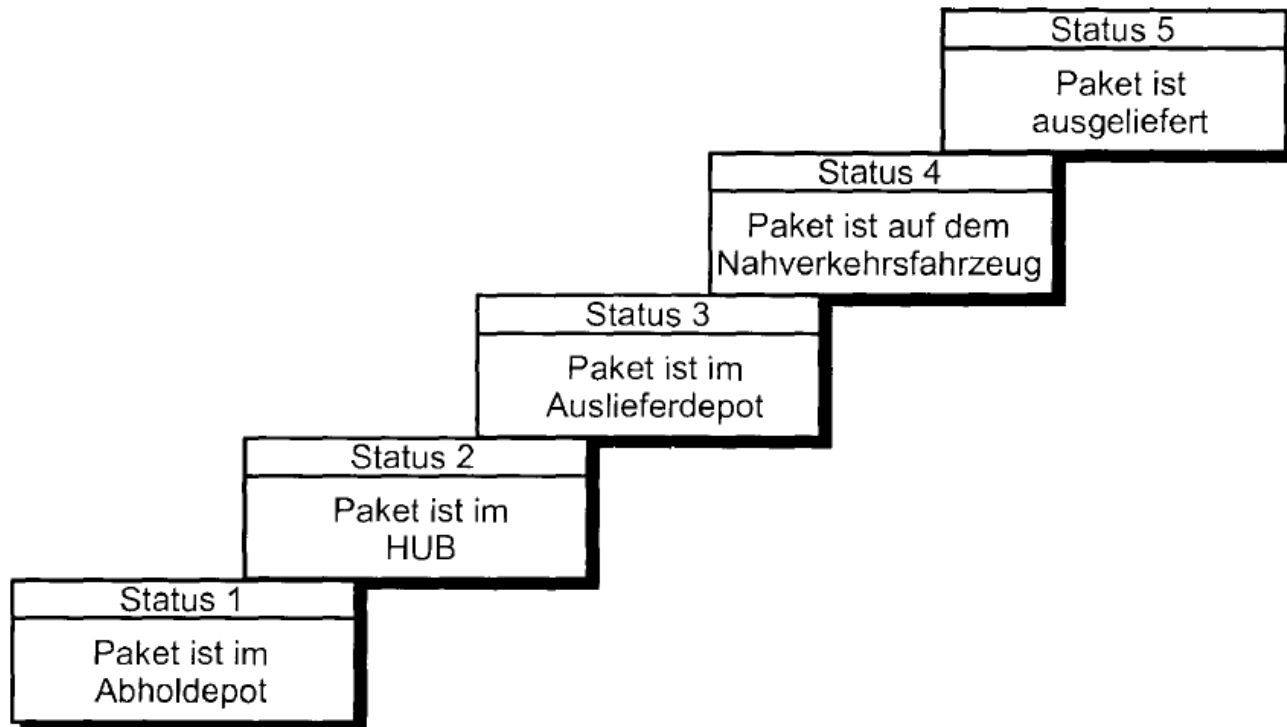 Status 5
Paket ist
ausgeliefert
Status 4
Paket ist auf dem
Nahverkehrsfahrzeug
Status 3
Paket ist im
Auslieferdepot
Status 2
Paket ist im
HUB
Status 1
Paket ist im
Abholdepot